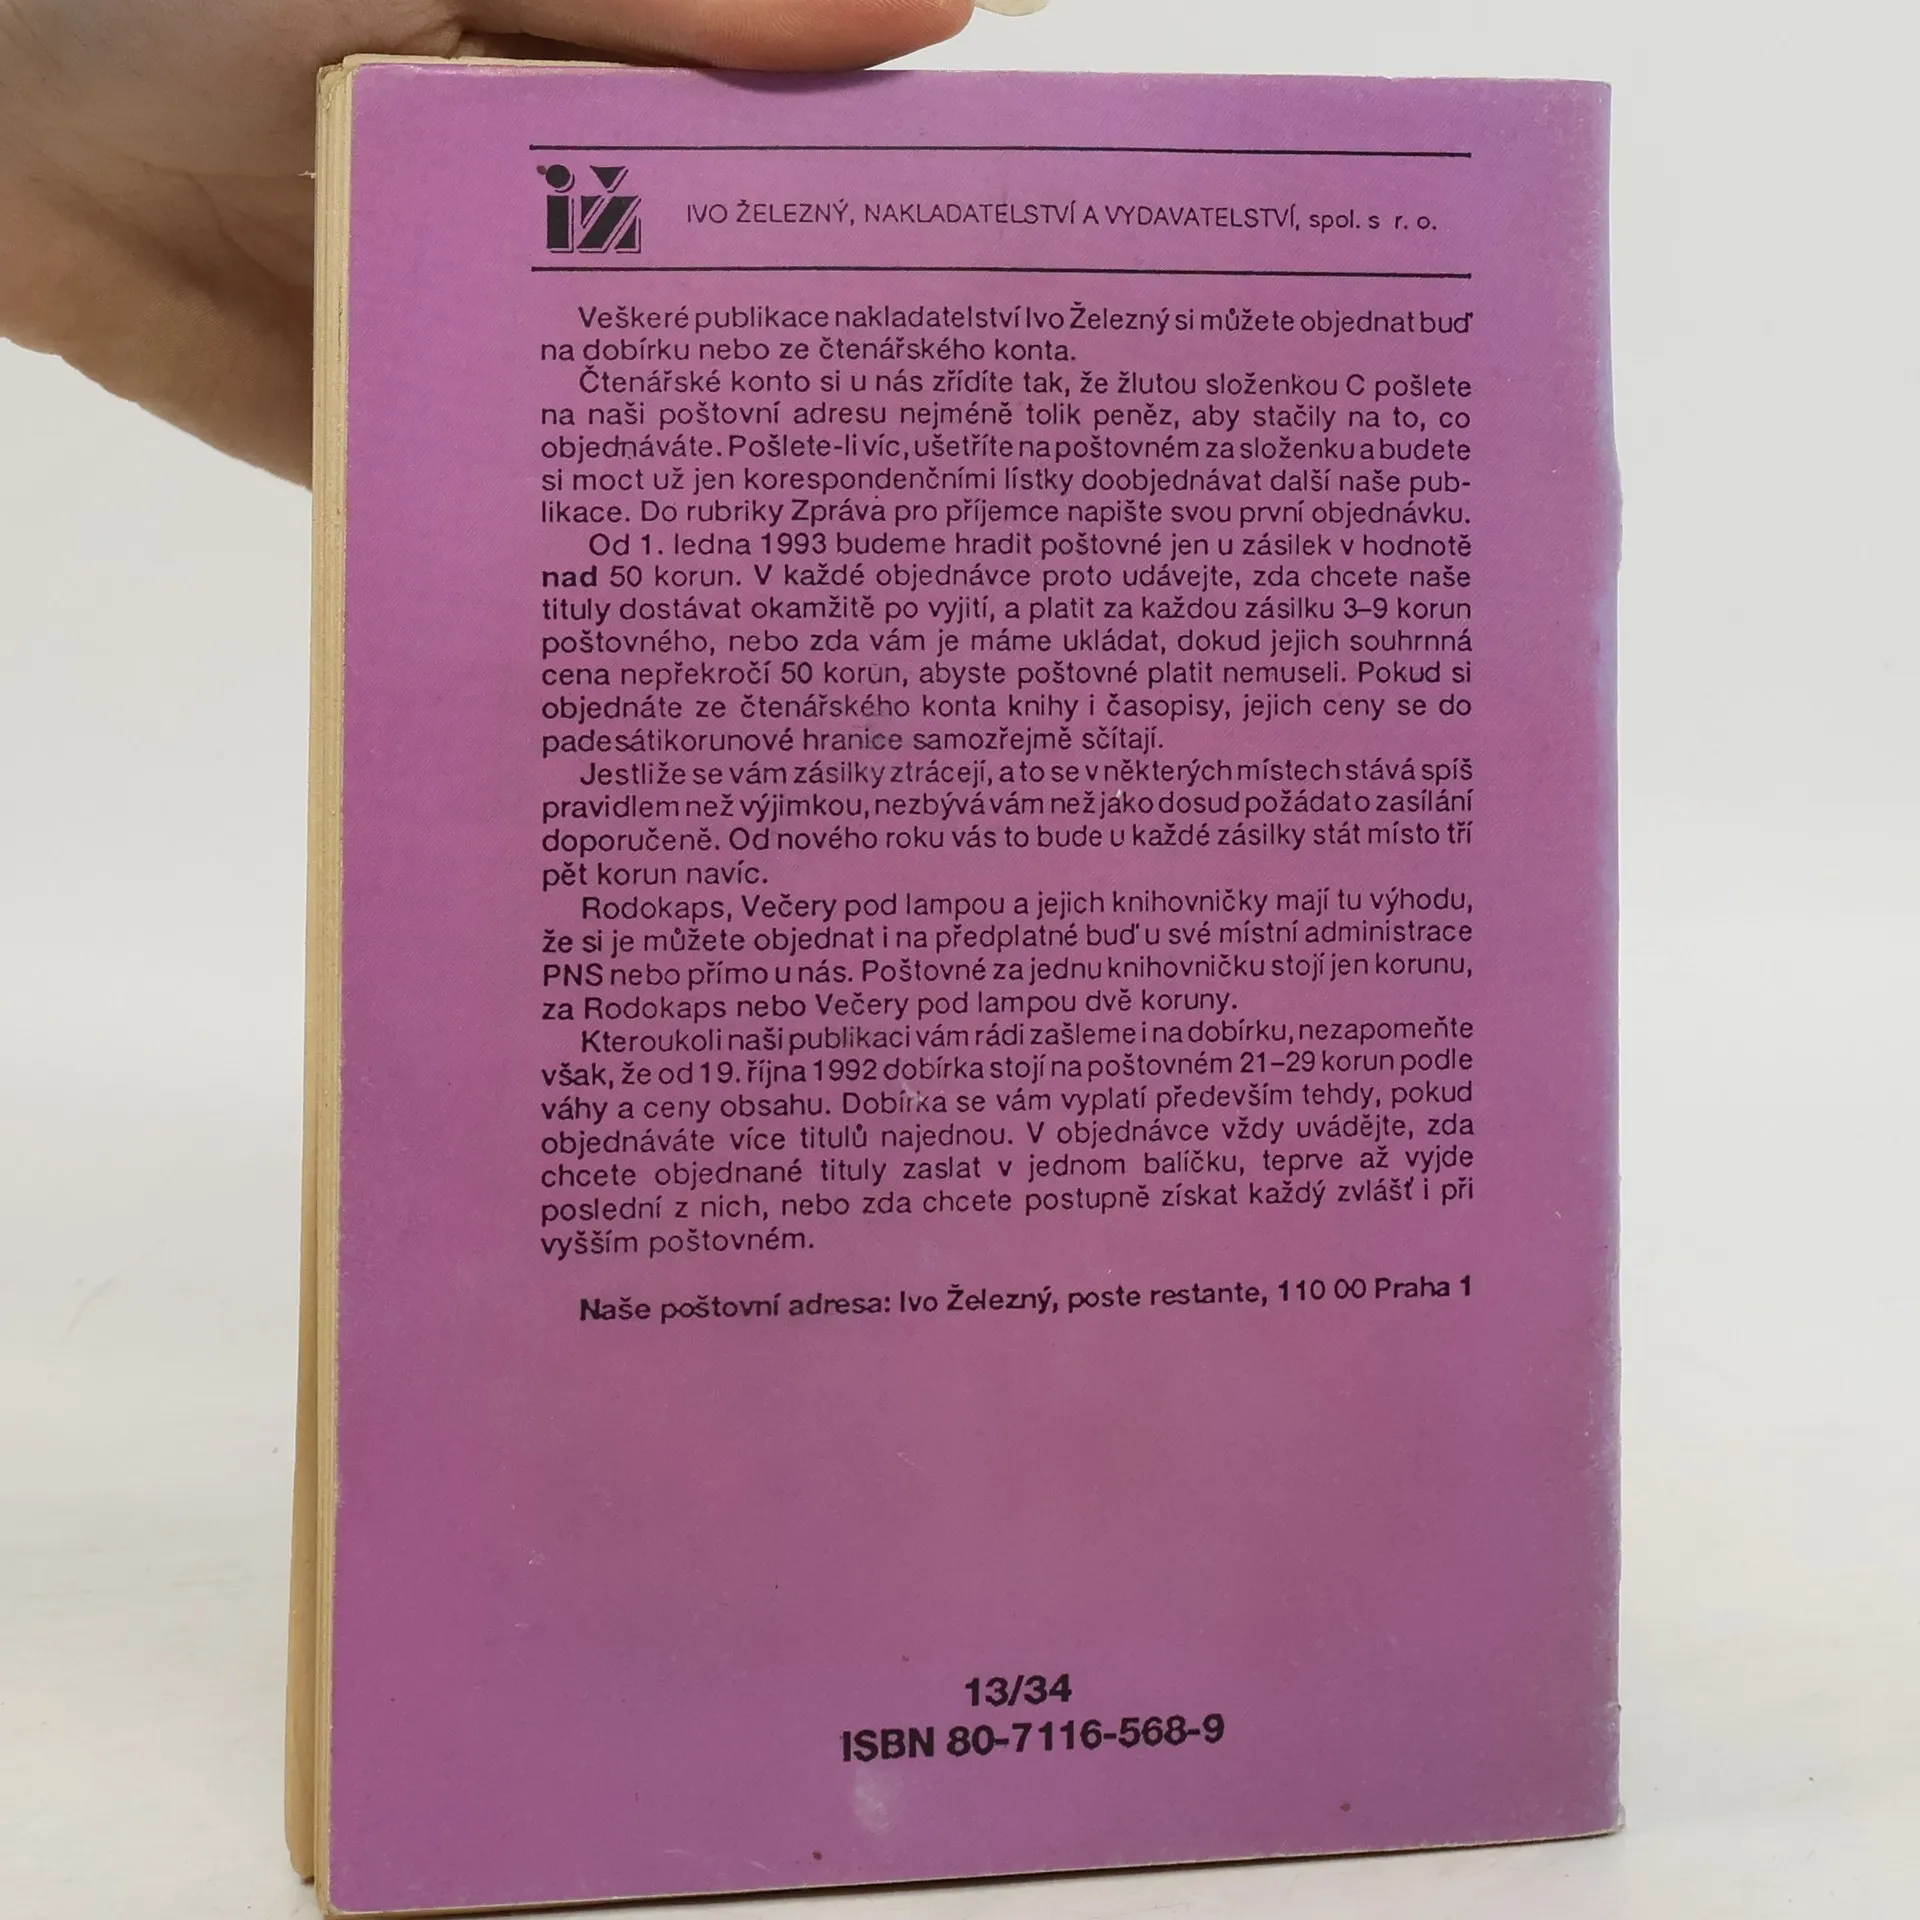 iž
IVO ŽELEZNÝ, NAKLADATELSTVÍ A VYDAVATELSTVÍ, spol. s r. o.
Veškeré publikace nakladatelství Ivo Železný si můžete objednat buď
na dobírku nebo ze čtenářského konta.
Čtenářské konto si u nás zřídíte tak, že žlutou složenkou C pošlete
na naši poštovní adresu nejméně tolik peněz, aby stačily na to, co
objednáváte. Pošlete-li víc, ušetříte na poštovném za složenku a budete
si moct už jen korespondenčními lístky doobjednávat další naše pub-
likace. Do rubriky Zpráva pro příjemce napište svou první objednávku.
Od 1. ledna 1993 budeme hradit poštovné jen u zásilek v hodnotě
nad 50 korun. V každé objednávce proto udávejte, zda chcete naše
tituly dostávat okamžitě po vyjití, a platit za každou zásilku 3–9 korun
poštovného, nebo zda vám je máme ukládat, dokud jejich souhrnná
cena nepřekročí 50 korun, abyste poštovné platit nemuseli. Pokud si
objednáte ze čtenářského konta knihy i časopisy, jejich ceny se do
padesátikorunové hranice samozřejmě sčítají.
Jestliže se vám zásilky ztrácejí, a to se v některých místech stává spíš
pravidlem než výjimkou, nezbývá vám než jako dosud požádat o zasílání
doporučeně. Od nového roku vás to bude u každé zásilky stát místo tří
pět korun navíc.
Rodokaps, Večery pod lampou a jejich knihovničky mají tu výhodu,
že si je můžete objednat i na předplatné buď u své místní administrace
PNS nebo přímo u nás. Poštovné za jednu knihovničku stojí jen korunu,
za Rodokaps nebo Večery pod lampou dvě koruny.
Kteroukoli naši publikaci vám rádi zašleme i na dobírku, nezapomeňte
však, že od 19. října 1992 dobírka stojí na poštovném 21–29 korun podle
váhy a ceny obsahu. Dobírka se vám vyplatí především tehdy, pokud
objednáváte více titulů najednou. V objednávce vždy uvádějte, zda
chcete objednané tituly zaslat v jednom balíčku, teprve až vyjde
poslední z nich, nebo zda chcete postupně získat každý zvlášť i při
vyšším poštovném.
Naše poštovní adresa: Ivo Železný, poste restante, 110 00 Praha 1
13/34
ISBN 80-7116-568-9